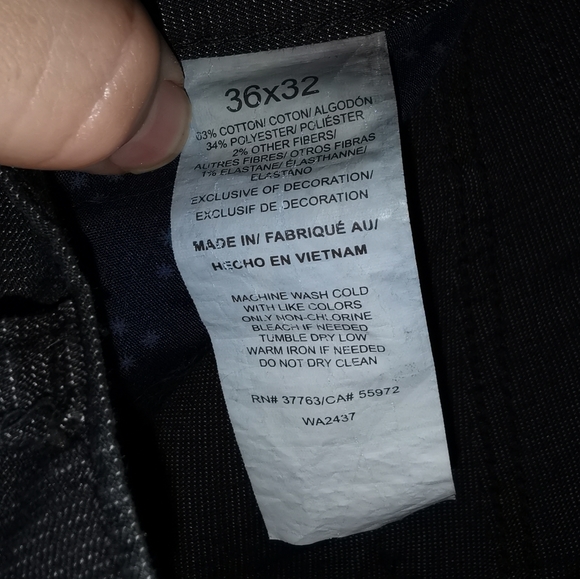 36x32
63% COTTON/ COTON/ ALGODÓN
34% POLYESTER/ POLIÉSTER
2% OTHER FIBERS/
AUTRES FIBRES/ OTROS FIBRAS
1% ELASTANE/ ÉLASTHANNE/
ELASTANO
EXCLUSIVE OF DECORATION/
EXCLUSIF DE DECORATION
MADE IN/ FABRIQUÉ AU/
HECHO EN VIETNAM
MACHINE WASH COLD
WITH LIKE COLORS
ONLY NON-CHLORINE
BLEACH IF NEEDED
TUMBLE DRY LOW
WARM IRON IF NEEDED
DO NOT DRY CLEAN
RN# 37763/CA# 55972
WA2437